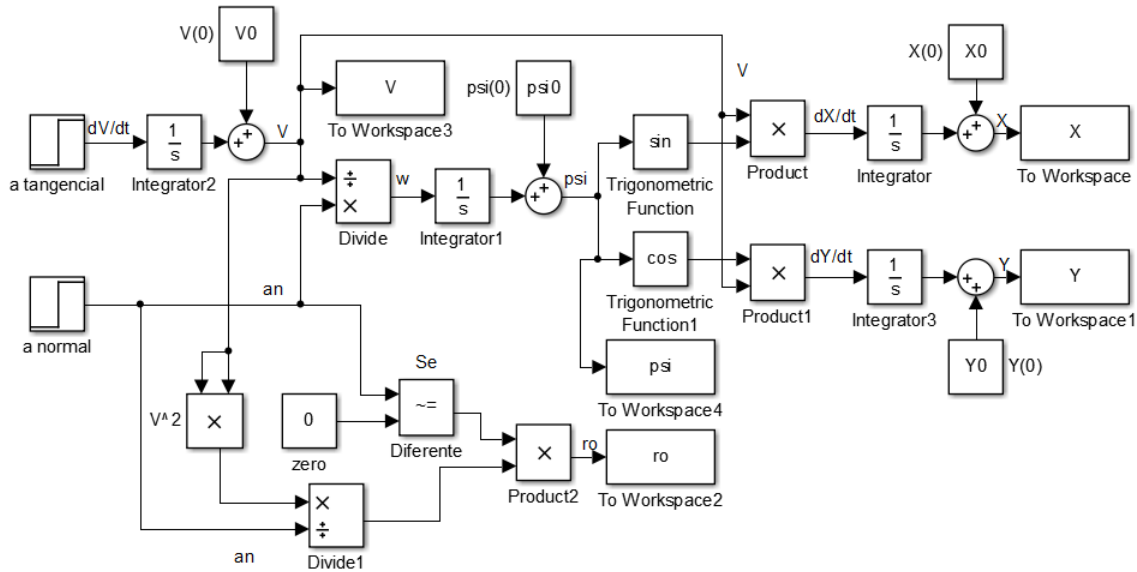 V(0)
V0
X(0)
X0
V
psi(0)
psi0
V
To Workspace3
dV/dt
1
s
+
+
V
a tangencial
Integrator2
sin
×
dX/dt
1
s
+
+
X
X
Trigonometric
Function
Product
Integrator
To Workspace
÷
×
w
1
s
+
+
psi
Divide
Integrator1
cos
×
dY/dt
1
s
+
+
Y
Y
an
Trigonometric
Function1
Product1
Integrator3
To Workspace1
a normal
Y0
Y(0)
Se
psi
To Workspace4
V^2
×
0
~=
zero
Diferente
×
ro
ro
Product2
To Workspace2
×
÷
an
Divide1